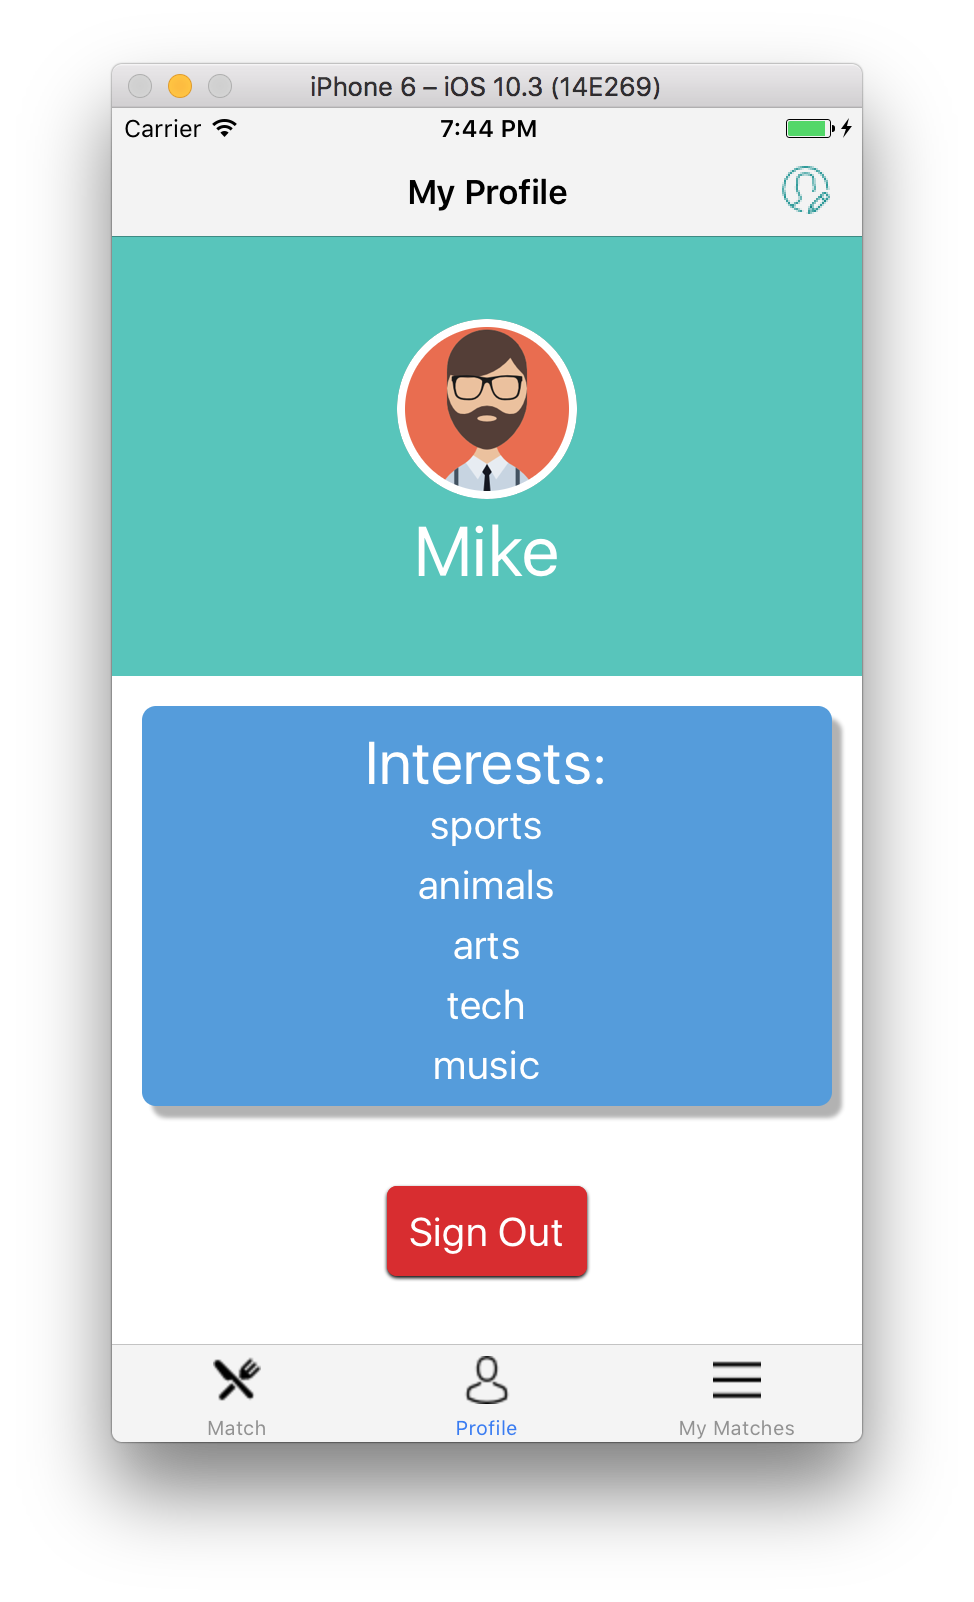 iPhone 6 – iOS 10.3 (14E269)
Carrier 7:44 PM
My Profile
Mike
Interests:
sports
animals
arts
tech
music
Sign Out
Match Profile My Matches